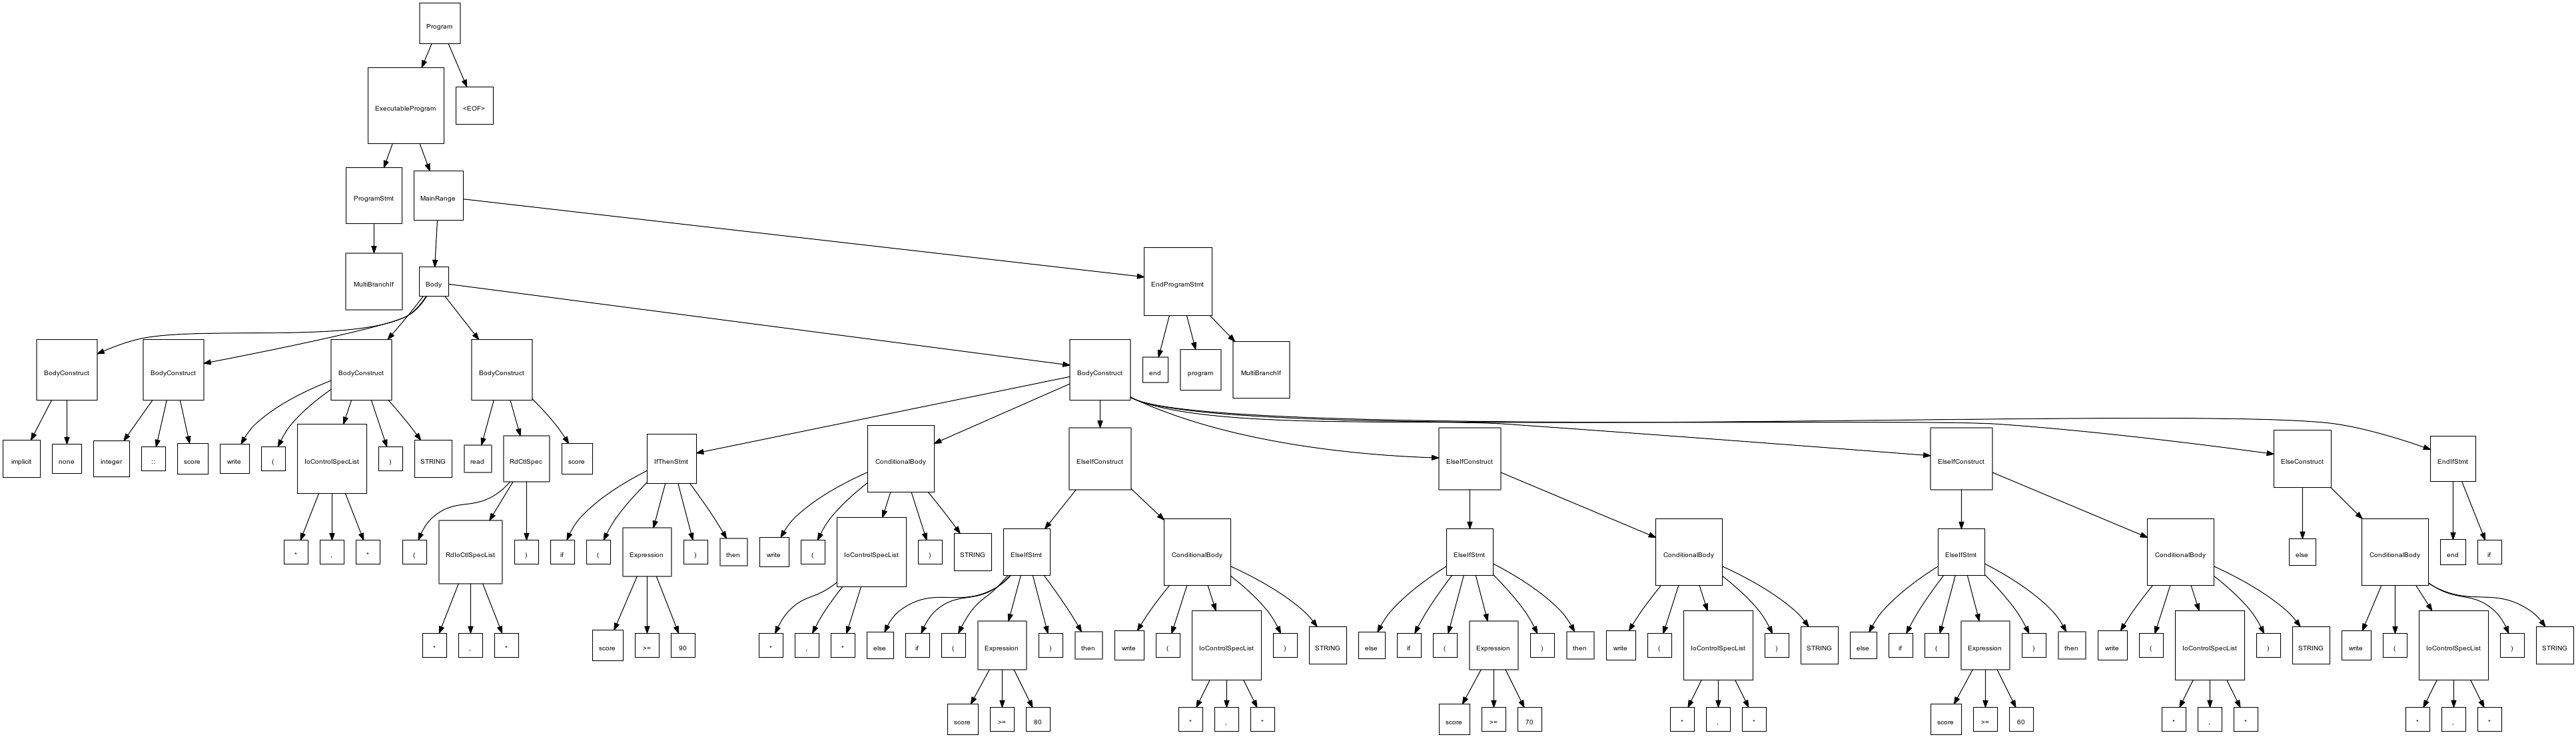 Program
ExecutableProgram
<EOF>
ProgramStmt
MainRange
MultiBranchIf
Body
EndProgramStmt
BodyConstruct
BodyConstruct
BodyConstruct
BodyConstruct
BodyConstruct
end
program
MultiBranchIf
implicit
none
integer
::
score
write
(
IoControlSpecList
)
STRING
read
RdCtlSpec
score
IfThenStmt
ConditionalBody
ElseIfConstruct
ElseIfConstruct
ElseIfConstruct
ElseConstruct
EndIfStmt
*
,
*
(
RdIoCtlSpecList
)
if
(
Expression
)
then
write
(
IoControlSpecList
)
STRING
ElseIfStmt
ConditionalBody
ElseIfStmt
ConditionalBody
ElseIfStmt
ConditionalBody
else
ConditionalBody
end
if
*
,
*
score
>=
90
*
,
*
else
if
(
Expression
)
then
write
(
IoControlSpecList
)
STRING
else
if
(
Expression
)
then
write
(
IoControlSpecList
)
STRING
else
if
(
Expression
)
then
write
(
IoControlSpecList
)
STRING
write
(
IoControlSpecList
)
STRING
score
>=
80
*
,
*
score
>=
70
*
,
*
score
>=
60
*
,
*
*
,
*